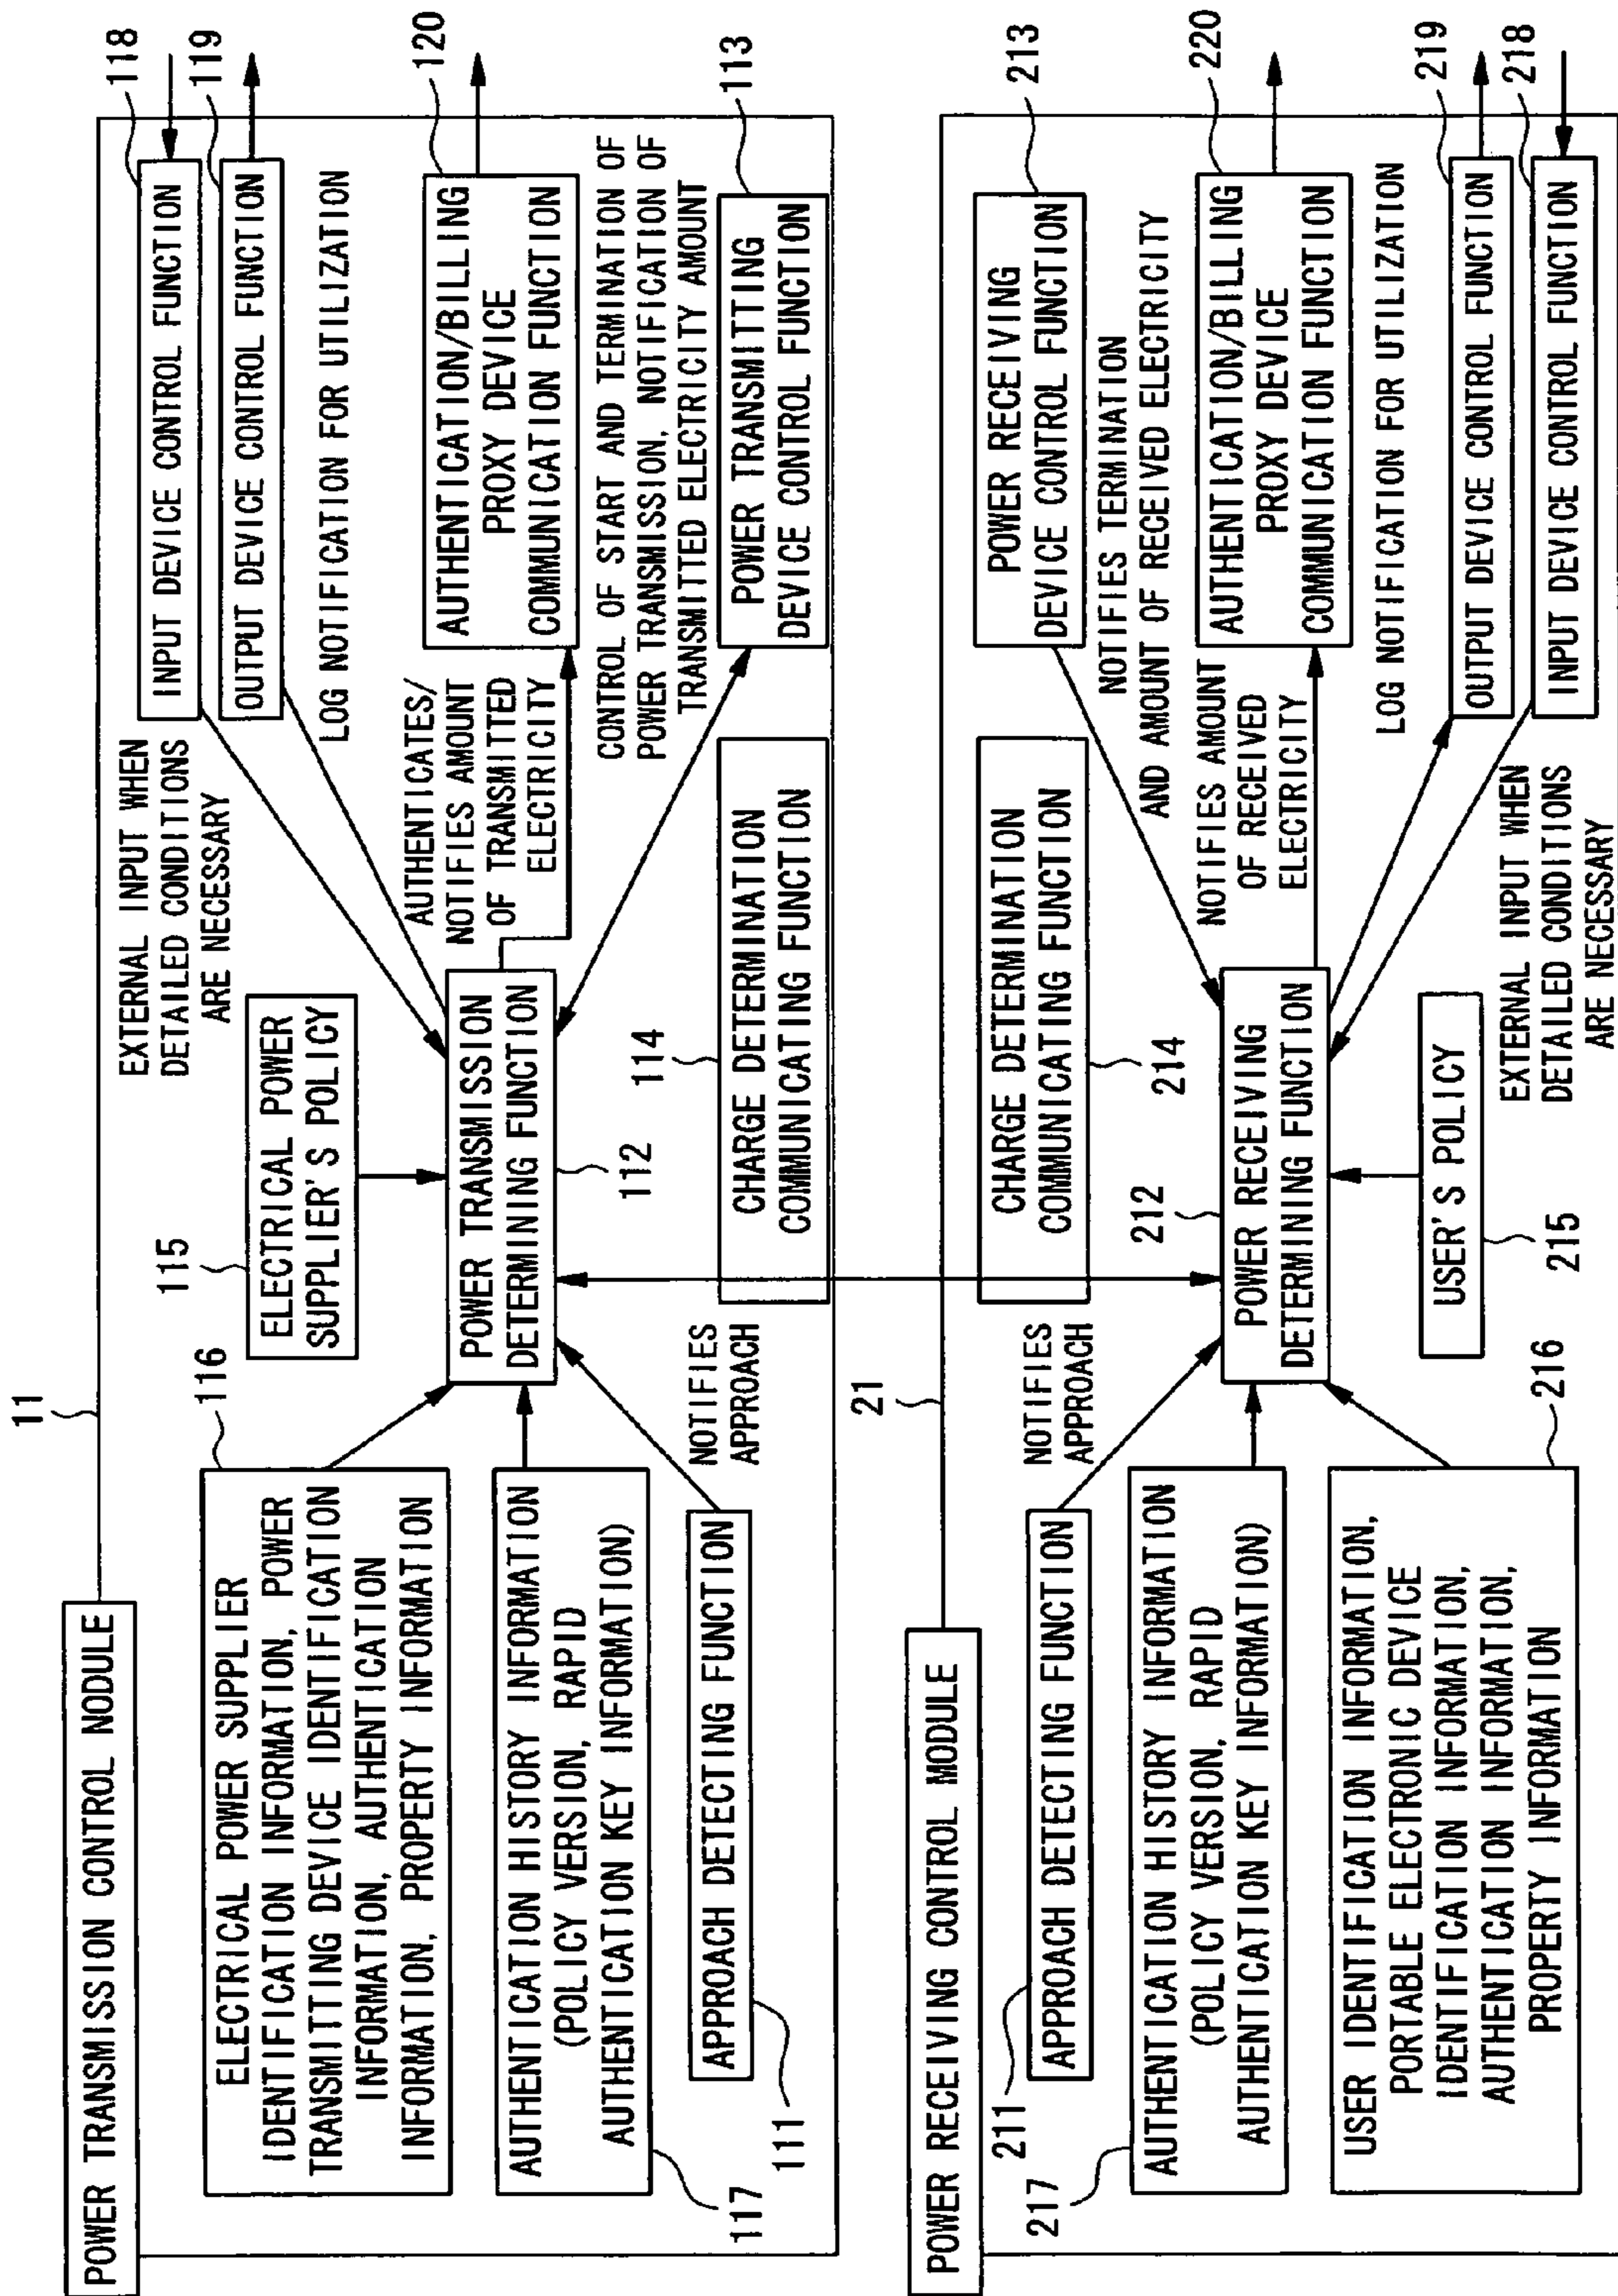 11
POWER TRANSMISSION CONTROL NODULE
116
ELECTRICAL POWER SUPPLIER
IDENTIFICATION INFORMATION, POWER
TRANSMITTING DEVICE IDENTIFICATION
INFORMATION, AUTHENTICATION
INFORMATION, PROPERTY INFORMATION
AUTHENTICATION HISTORY INFORMATION
(POLICY VERSION, RAPID
AUTHENTICATION KEY INFORMATION)
117
APPROACH DETECTING FUNCTION
111
NOTIFIES
APPROACH
115
ELECTRICAL POWER
SUPPLIER'S POLICY
POWER TRANSMISSION
DETERMINING FUNCTION
112
114
CHARGE DETERMINATION
COMMUNICATING FUNCTION
EXTERNAL INPUT WHEN
DETAILED CONDITIONS
ARE NECESSARY
118
INPUT DEVICE CONTROL FUNCTION
119
OUTPUT DEVICE CONTROL FUNCTION
LOG NOTIFICATION FOR UTILIZATION
AUTHENTICATES/
NOTIFIES AMOUNT
OF TRANSMITTED
ELECTRICITY
120
AUTHENTICATION/BILLING
PROXY DEVICE
COMMUNICATION FUNCTION
CONTROL OF START AND TERMINATION OF
POWER TRANSMISSION, NOTIFICATION OF
TRANSMITTED ELECTRICITY AMOUNT
113
POWER TRANSMITTING
DEVICE CONTROL FUNCTION
21
POWER RECEIVING CONTROL MODULE
211
APPROACH DETECTING FUNCTION
NOTIFIES
APPROACH
217
AUTHENTICATION HISTORY INFORMATION
(POLICY VERSION, RAPID
AUTHENTICATION KEY INFORMATION)
216
USER IDENTIFICATION INFORMATION,
PORTABLE ELECTRONIC DEVICE
IDENTIFICATION INFORMATION,
AUTHENTICATION INFORMATION,
PROPERTY INFORMATION
CHARGE DETERMINATION
COMMUNICATING FUNCTION
214
212
POWER RECEIVING
DETERMINING FUNCTION
USER'S POLICY
215
213
POWER RECEIVING
DEVICE CONTROL FUNCTION
NOTIFIES TERMINATION
AND AMOUNT OF RECEIVED ELECTRICITY
NOTIFIES AMOUNT
OF RECEIVED
ELECTRICITY
220
AUTHENTICATION/BILLING
PROXY DEVICE
COMMUNICATION FUNCTION
LOG NOTIFICATION FOR UTILIZATION
219
OUTPUT DEVICE CONTROL FUNCTION
218
INPUT DEVICE CONTROL FUNCTION
EXTERNAL INPUT WHEN
DETAILED CONDITIONS
ARE NECESSARY